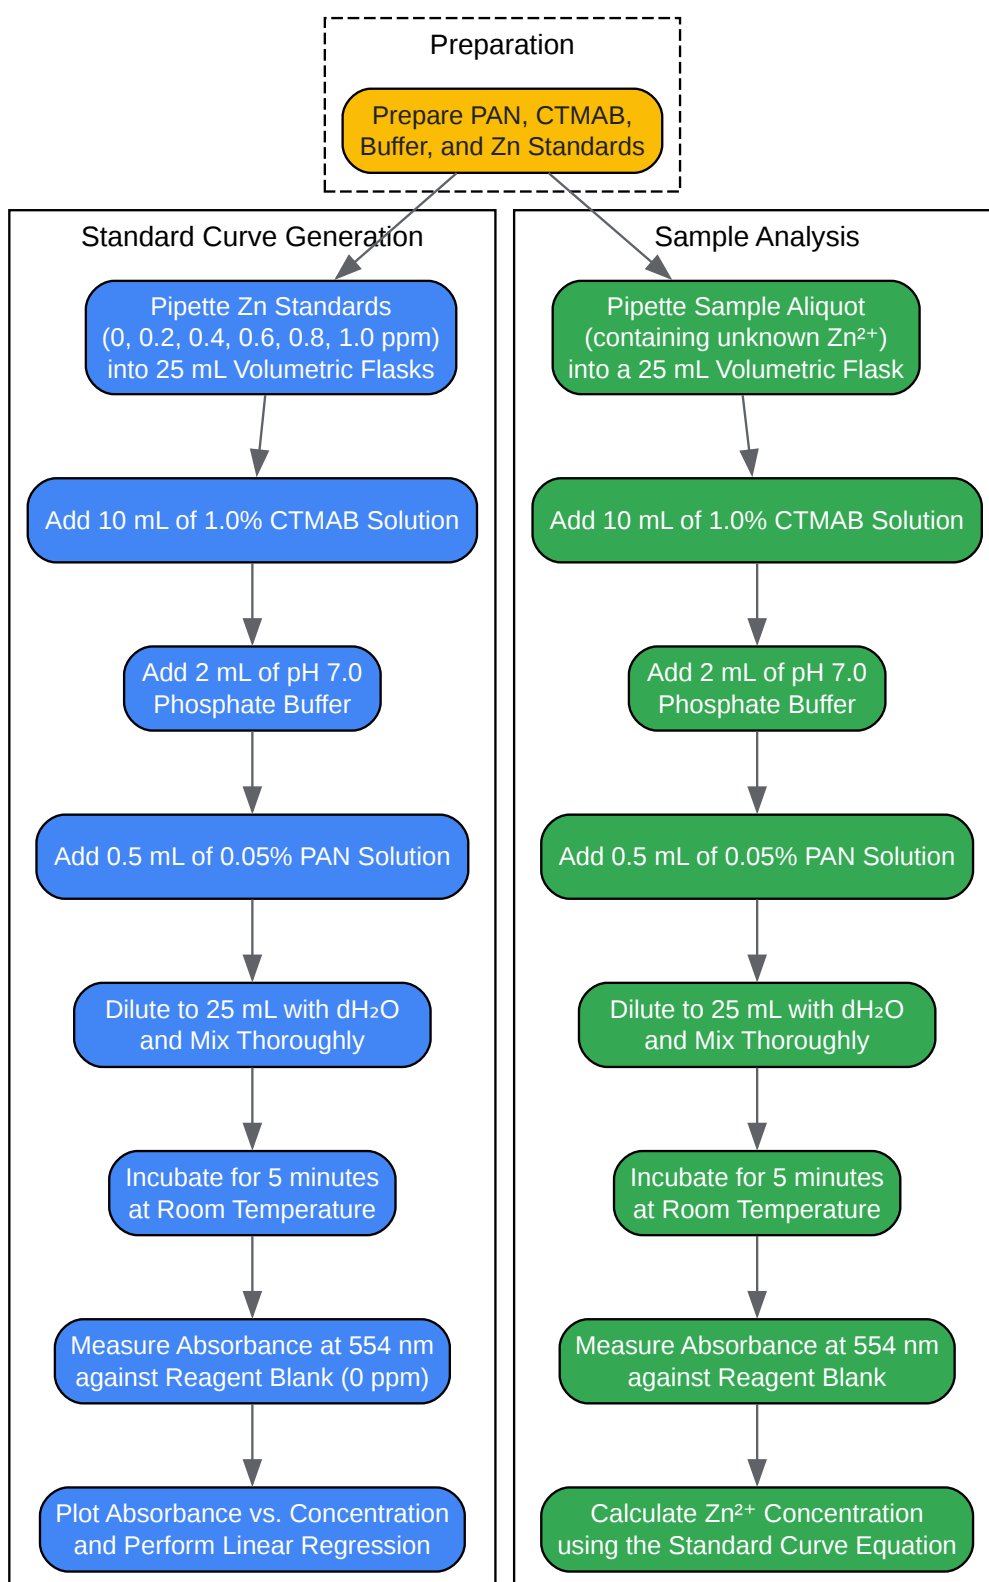 Preparation
Prepare PAN, CTMAB,
Buffer, and Zn Standards
Standard Curve Generation
Pipette Zn Standards
(0, 0.2, 0.4, 0.6, 0.8, 1.0 ppm)
into 25 mL Volumetric Flasks
Add 10 mL of 1.0% CTMAB Solution
Add 2 mL of pH 7.0
Phosphate Buffer
Add 0.5 mL of 0.05% PAN Solution
Dilute to 25 mL with dH₂O
and Mix Thoroughly
Incubate for 5 minutes
at Room Temperature
Measure Absorbance at 554 nm
against Reagent Blank (0 ppm)
Plot Absorbance vs. Concentration
and Perform Linear Regression
Sample Analysis
Pipette Sample Aliquot
(containing unknown Zn²⁺)
into a 25 mL Volumetric Flask
Add 10 mL of 1.0% CTMAB Solution
Add 2 mL of pH 7.0
Phosphate Buffer
Add 0.5 mL of 0.05% PAN Solution
Dilute to 25 mL with dH₂O
and Mix Thoroughly
Incubate for 5 minutes
at Room Temperature
Measure Absorbance at 554 nm
against Reagent Blank
Calculate Zn²⁺ Concentration
using the Standard Curve Equation